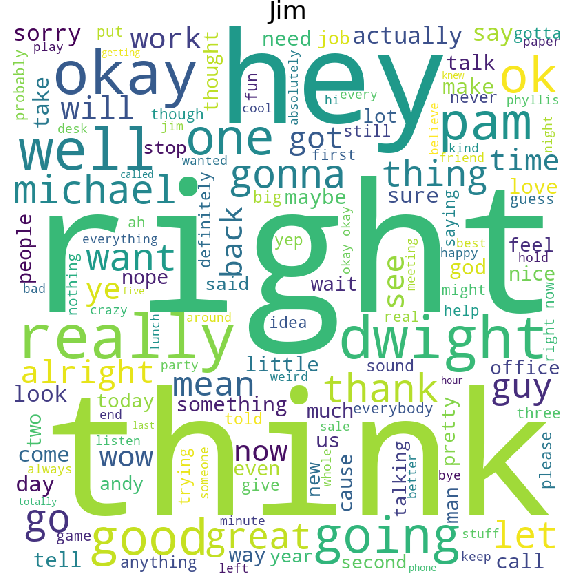 Jim
sorry put work need job actually say gotta
play getting probably take okay thought hey fun absolutely talk knew paper
will hi every make ok never phyllis
desk though jim one got lot still pam believe night
well stop wanted first kind friend time
michael called gonna thing sure saying love guess
people ah big maybe right definitely back yep okay okay feel hold
everything want nope said wait see god meeting best happy nice
bad nothing ye crazy five around idea real might help right now
really lunch party little weird sound dwight office
alright mean thank guy hour
look today something told much everybody pretty three
two end last think
come wow listen always trying someone now even us new whole sale cause talking better man bye please
day andy give
go game good minute great going stuff let
tell totally anything left way year second phone keep call